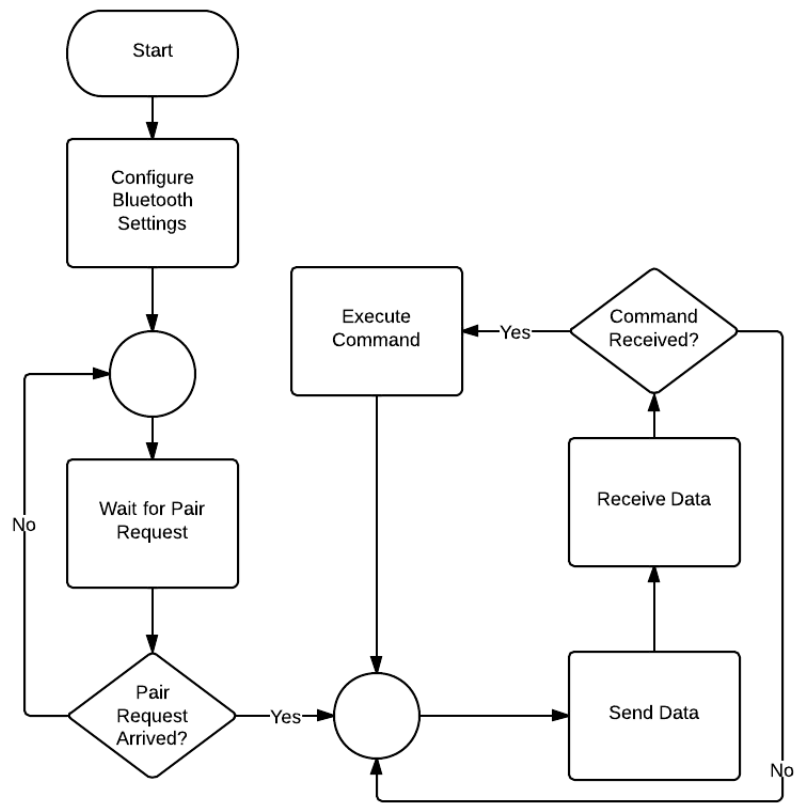 Start
Configure
Bluetooth
Settings
Wait for Pair
Request
No
Pair
Request
Arrived?
Yes
Execute
Command
Yes
Command
Received?
Receive Data
Send Data
No